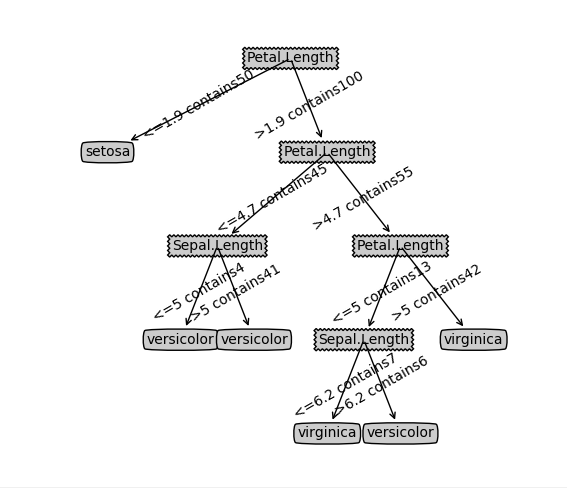 Petal.Length
<=1.9 contains50
>1.9 contains100
setosa
Petal.Length
<=4.7 contains45
>4.7 contains55
Sepal.Length
Petal.Length
<=5 contains4
>5 contains41
<=5 contains13
>5 contains42
versicolor
versicolor
Sepal.Length
virginica
<=6.2 contains7
>6.2 contains6
virginica
versicolor